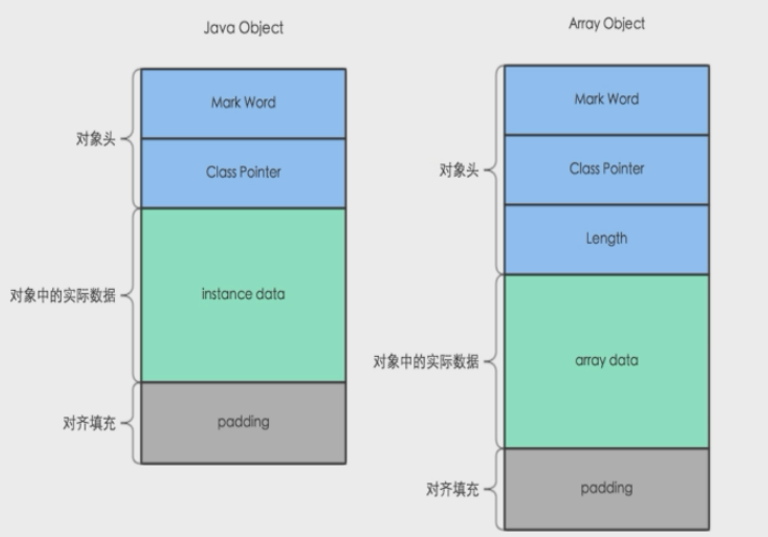 Java Object
Mark Word
对象头
Class Pointer
对象中的实际数据
instance data
对齐填充
padding
Array Object
Mark Word
对象头
Class Pointer
Length
对象中的实际数据
array data
对齐填充
padding